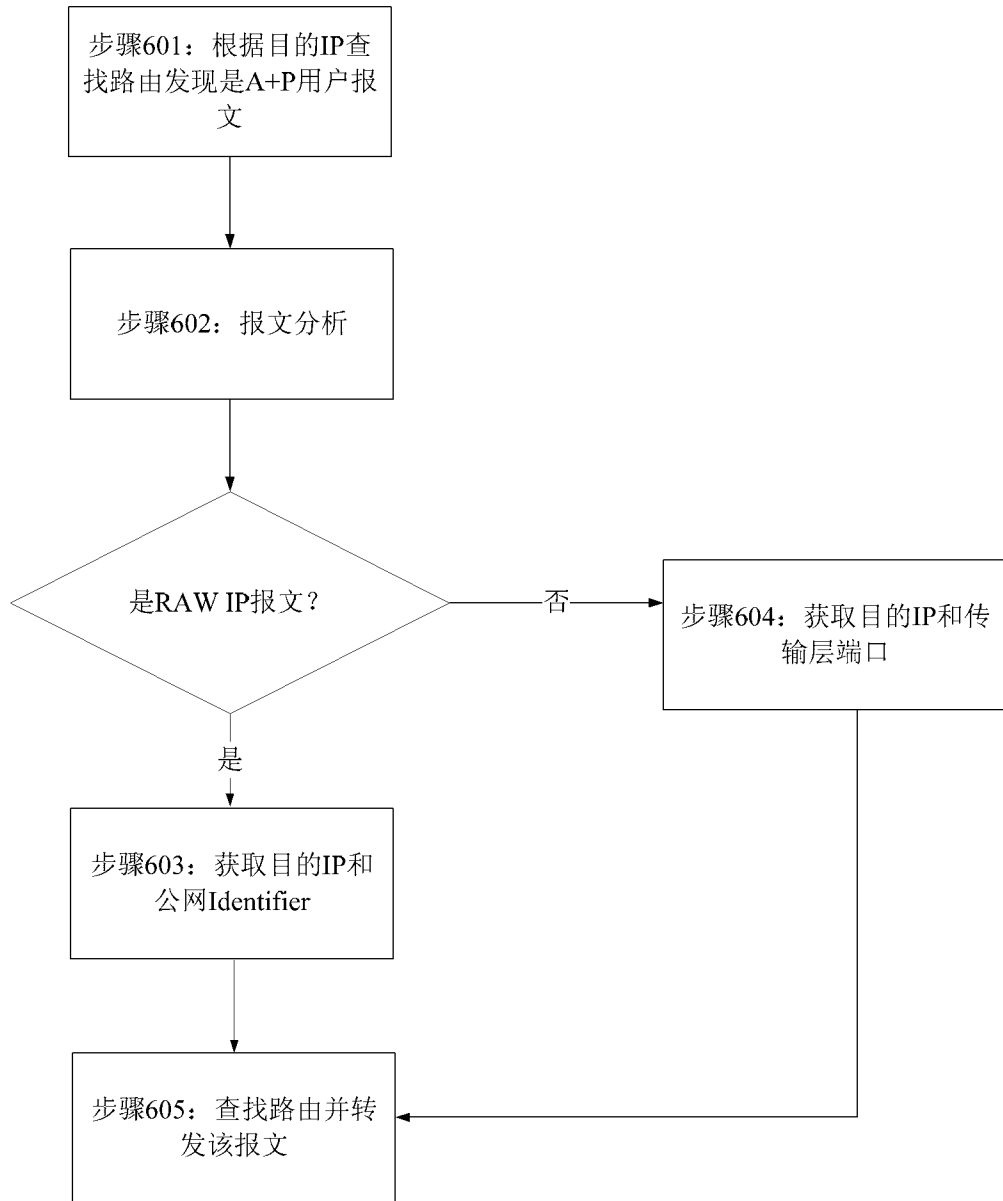 步骤601：根据目的IP查
找路由发现是A+P用户报
文
步骤602：报文分析
是RAW IP报文？
否
步骤604：获取目的IP和传
输层端口
是
步骤603：获取目的IP和
公网Identifier
步骤605：查找路由并转
发该报文